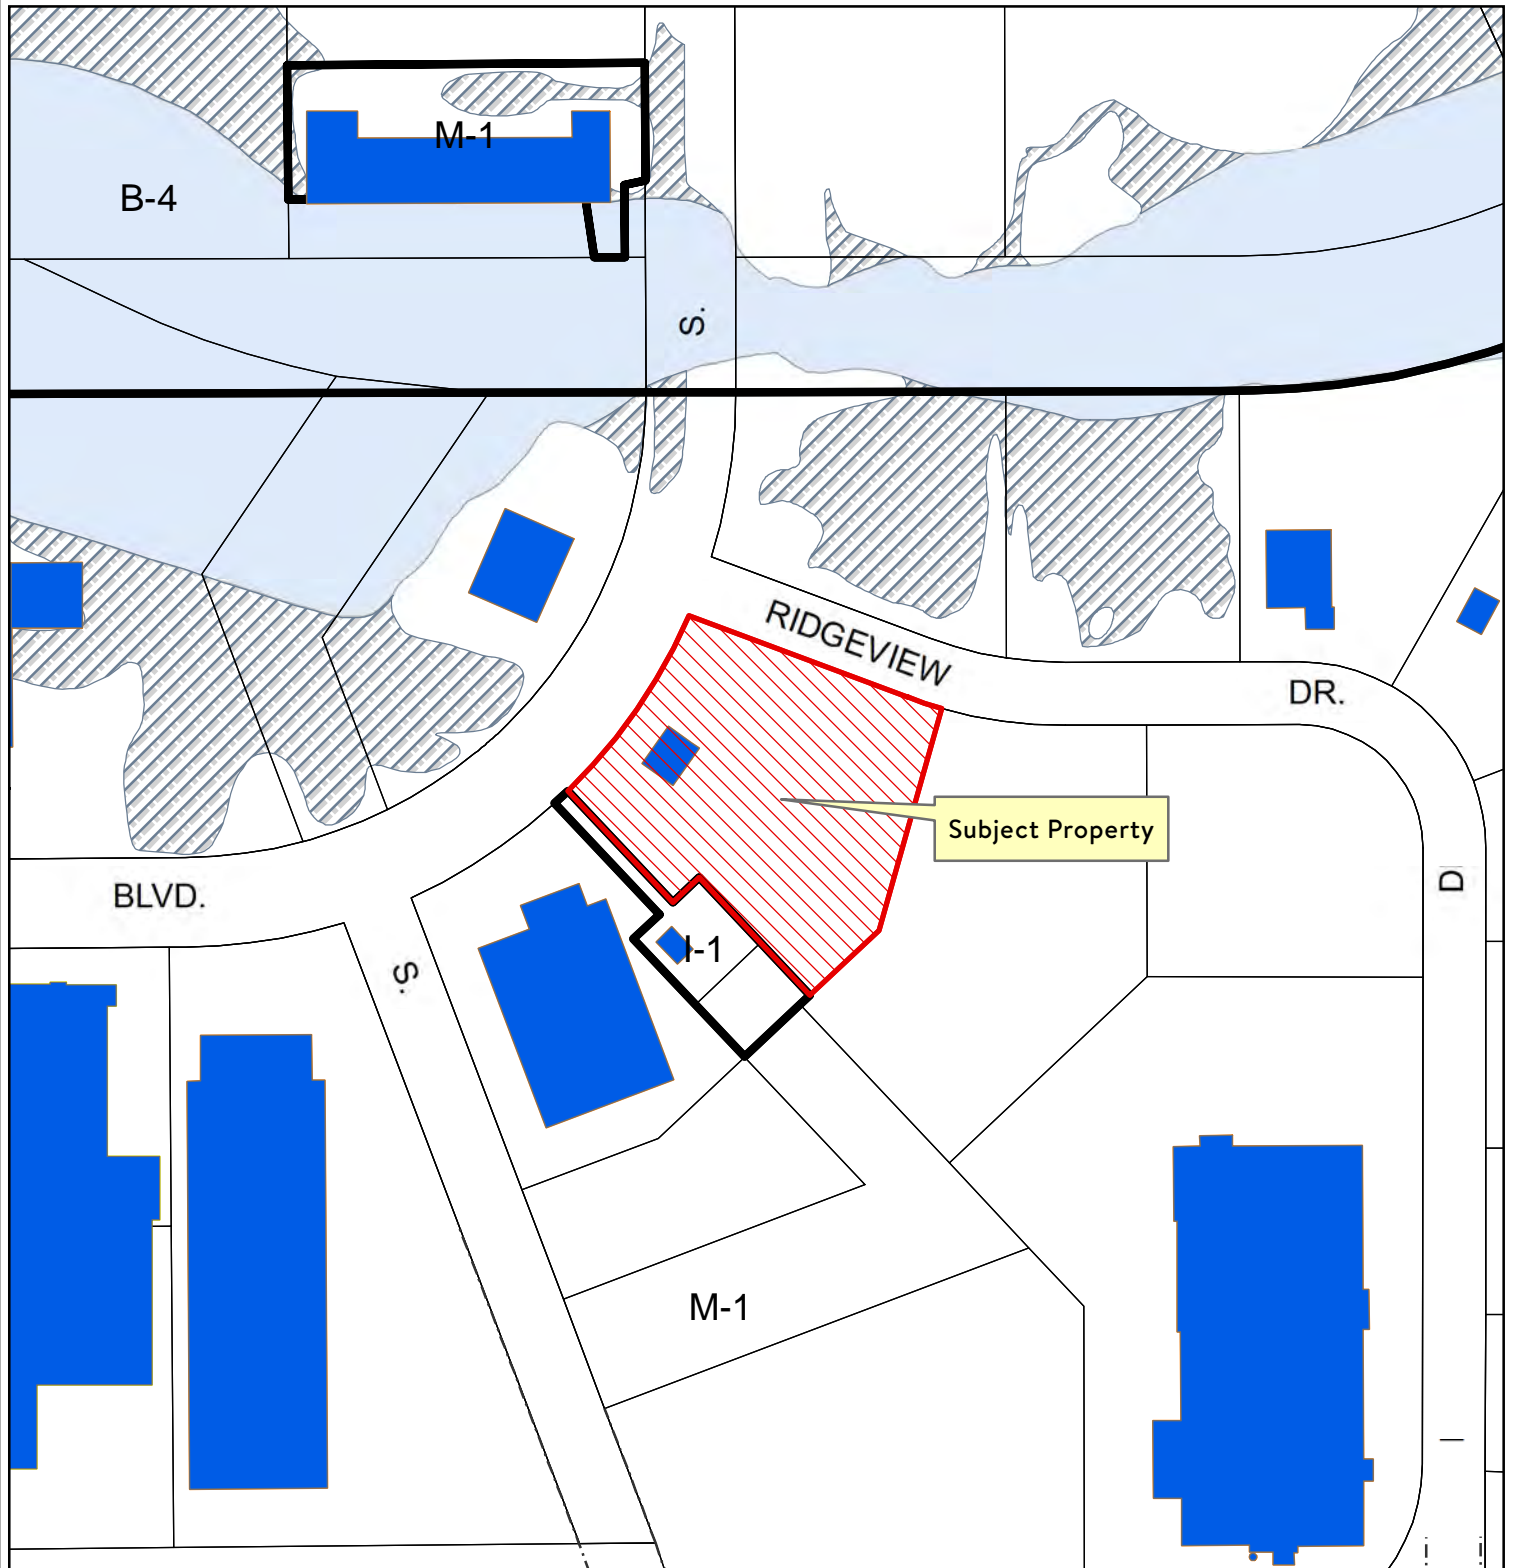 M-1
B-4
S.
RIDGEVIEW
DR.
Subject Property
D
BLVD.
I-1
S.
M-1